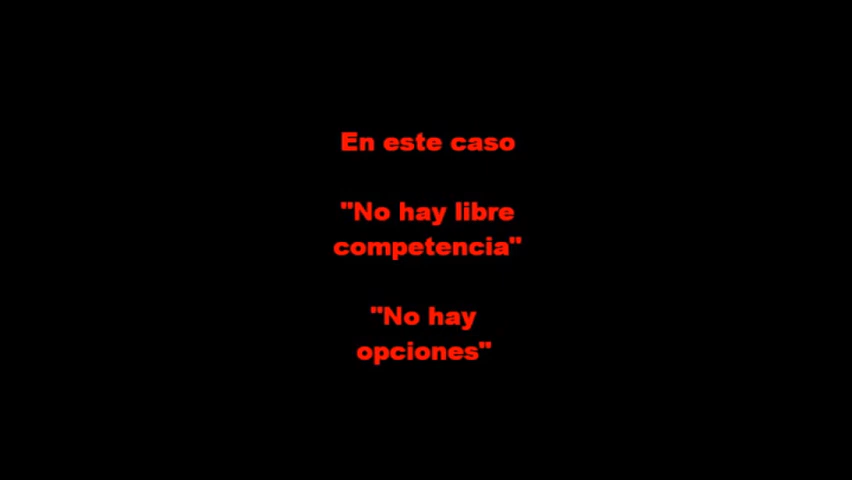 En este caso
"No hay libre
competencia"
"No hay
opciones"